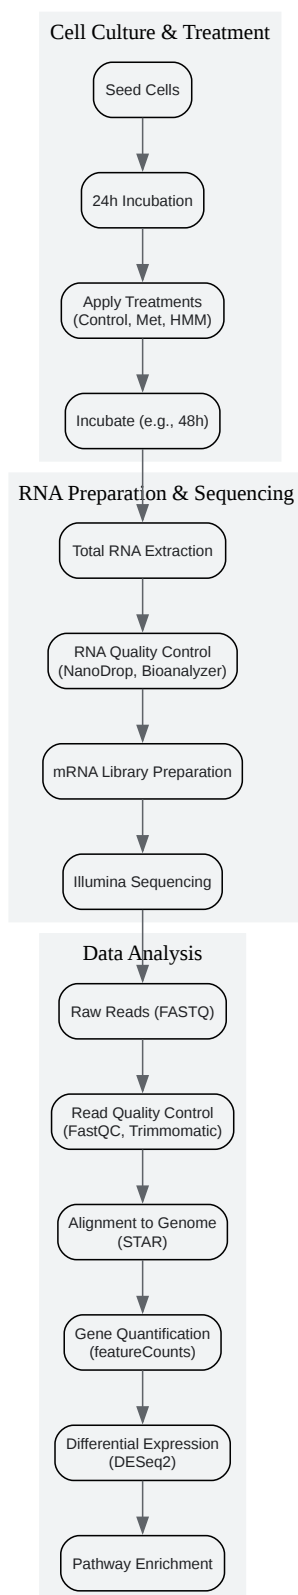 Cell Culture & Treatment
Seed Cells
24h Incubation
Apply Treatments
(Control, Met, HMM)
Incubate (e.g., 48h)
RNA Preparation & Sequencing
Total RNA Extraction
RNA Quality Control
(NanoDrop, Bioanalyzer)
mRNA Library Preparation
Illumina Sequencing
Data Analysis
Raw Reads (FASTQ)
Read Quality Control
(FastQC, Trimmomatic)
Alignment to Genome
(STAR)
Gene Quantification
(featureCounts)
Differential Expression
(DESeq2)
Pathway Enrichment